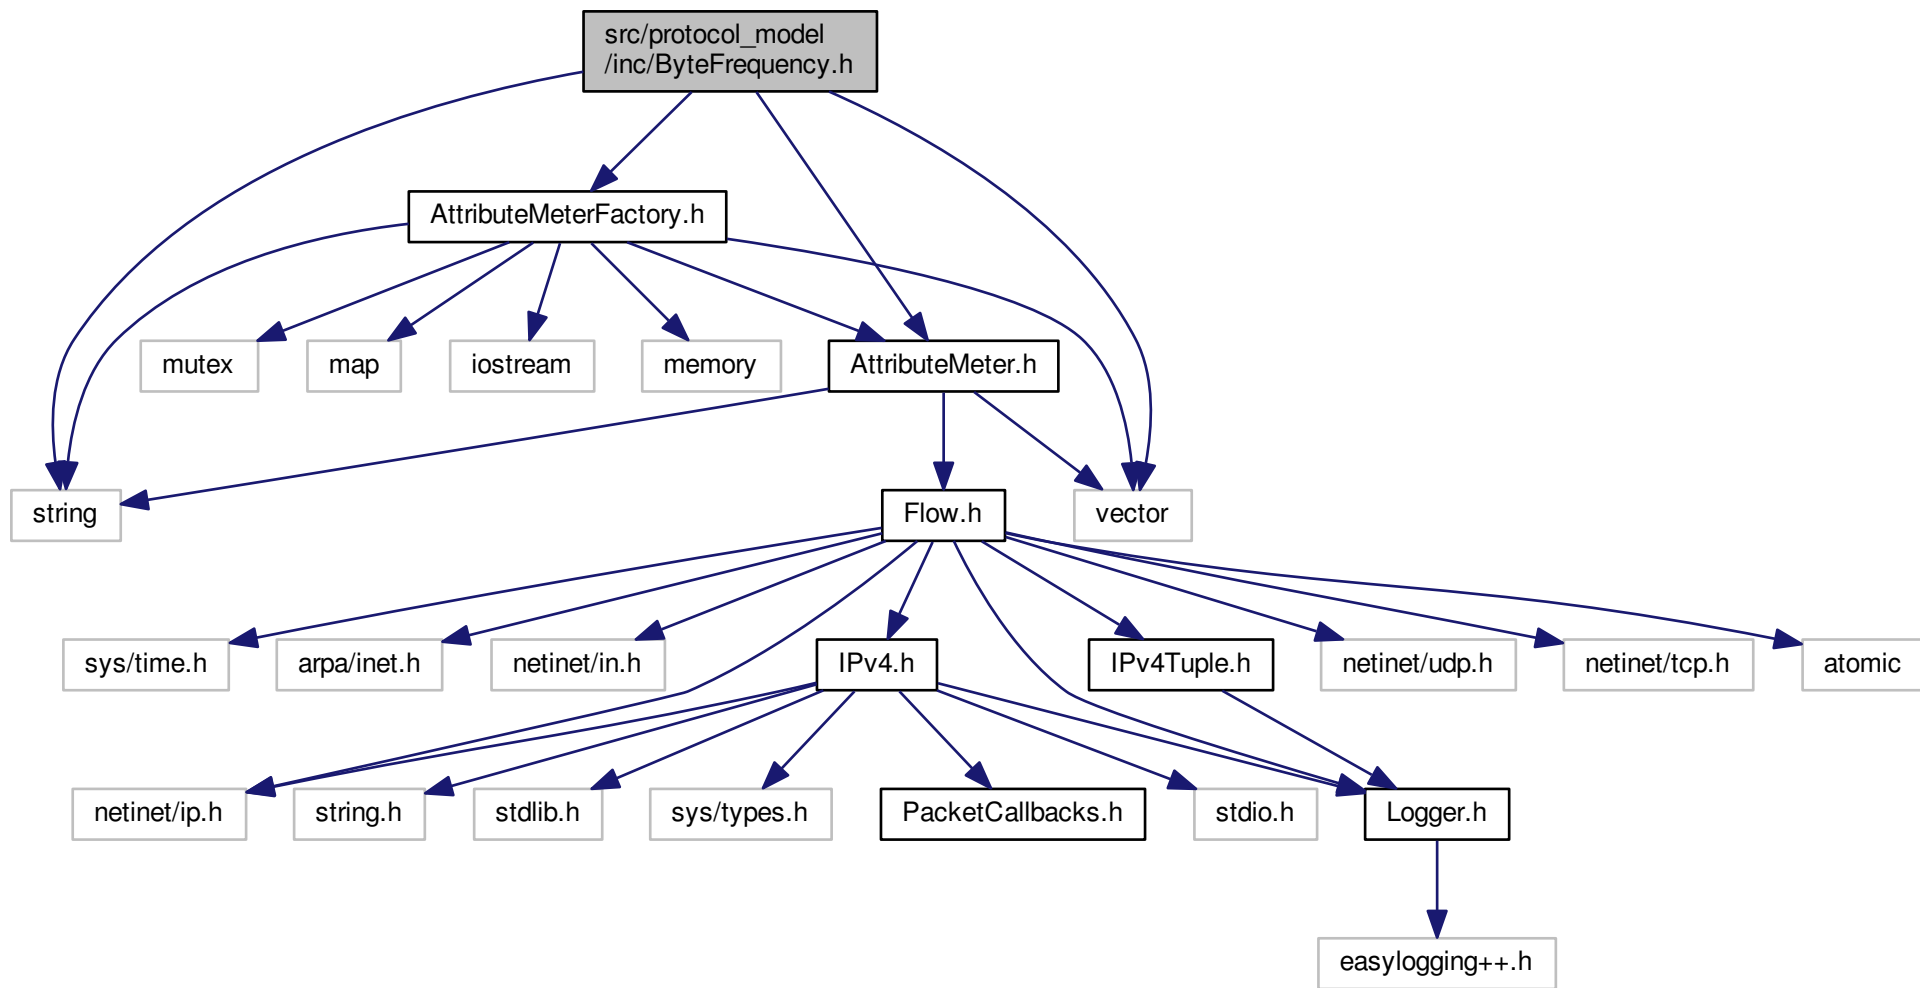 src/protocol_model
/inc/ByteFrequency.h
AttributeMeterFactory.h
mutex
map
iostream
memory
AttributeMeter.h
string
Flow.h
vector
sys/time.h
arpa/inet.h
netinet/in.h
IPv4.h
IPv4Tuple.h
netinet/udp.h
netinet/tcp.h
atomic
netinet/ip.h
string.h
stdlib.h
sys/types.h
PacketCallbacks.h
stdio.h
Logger.h
easylogging++.h